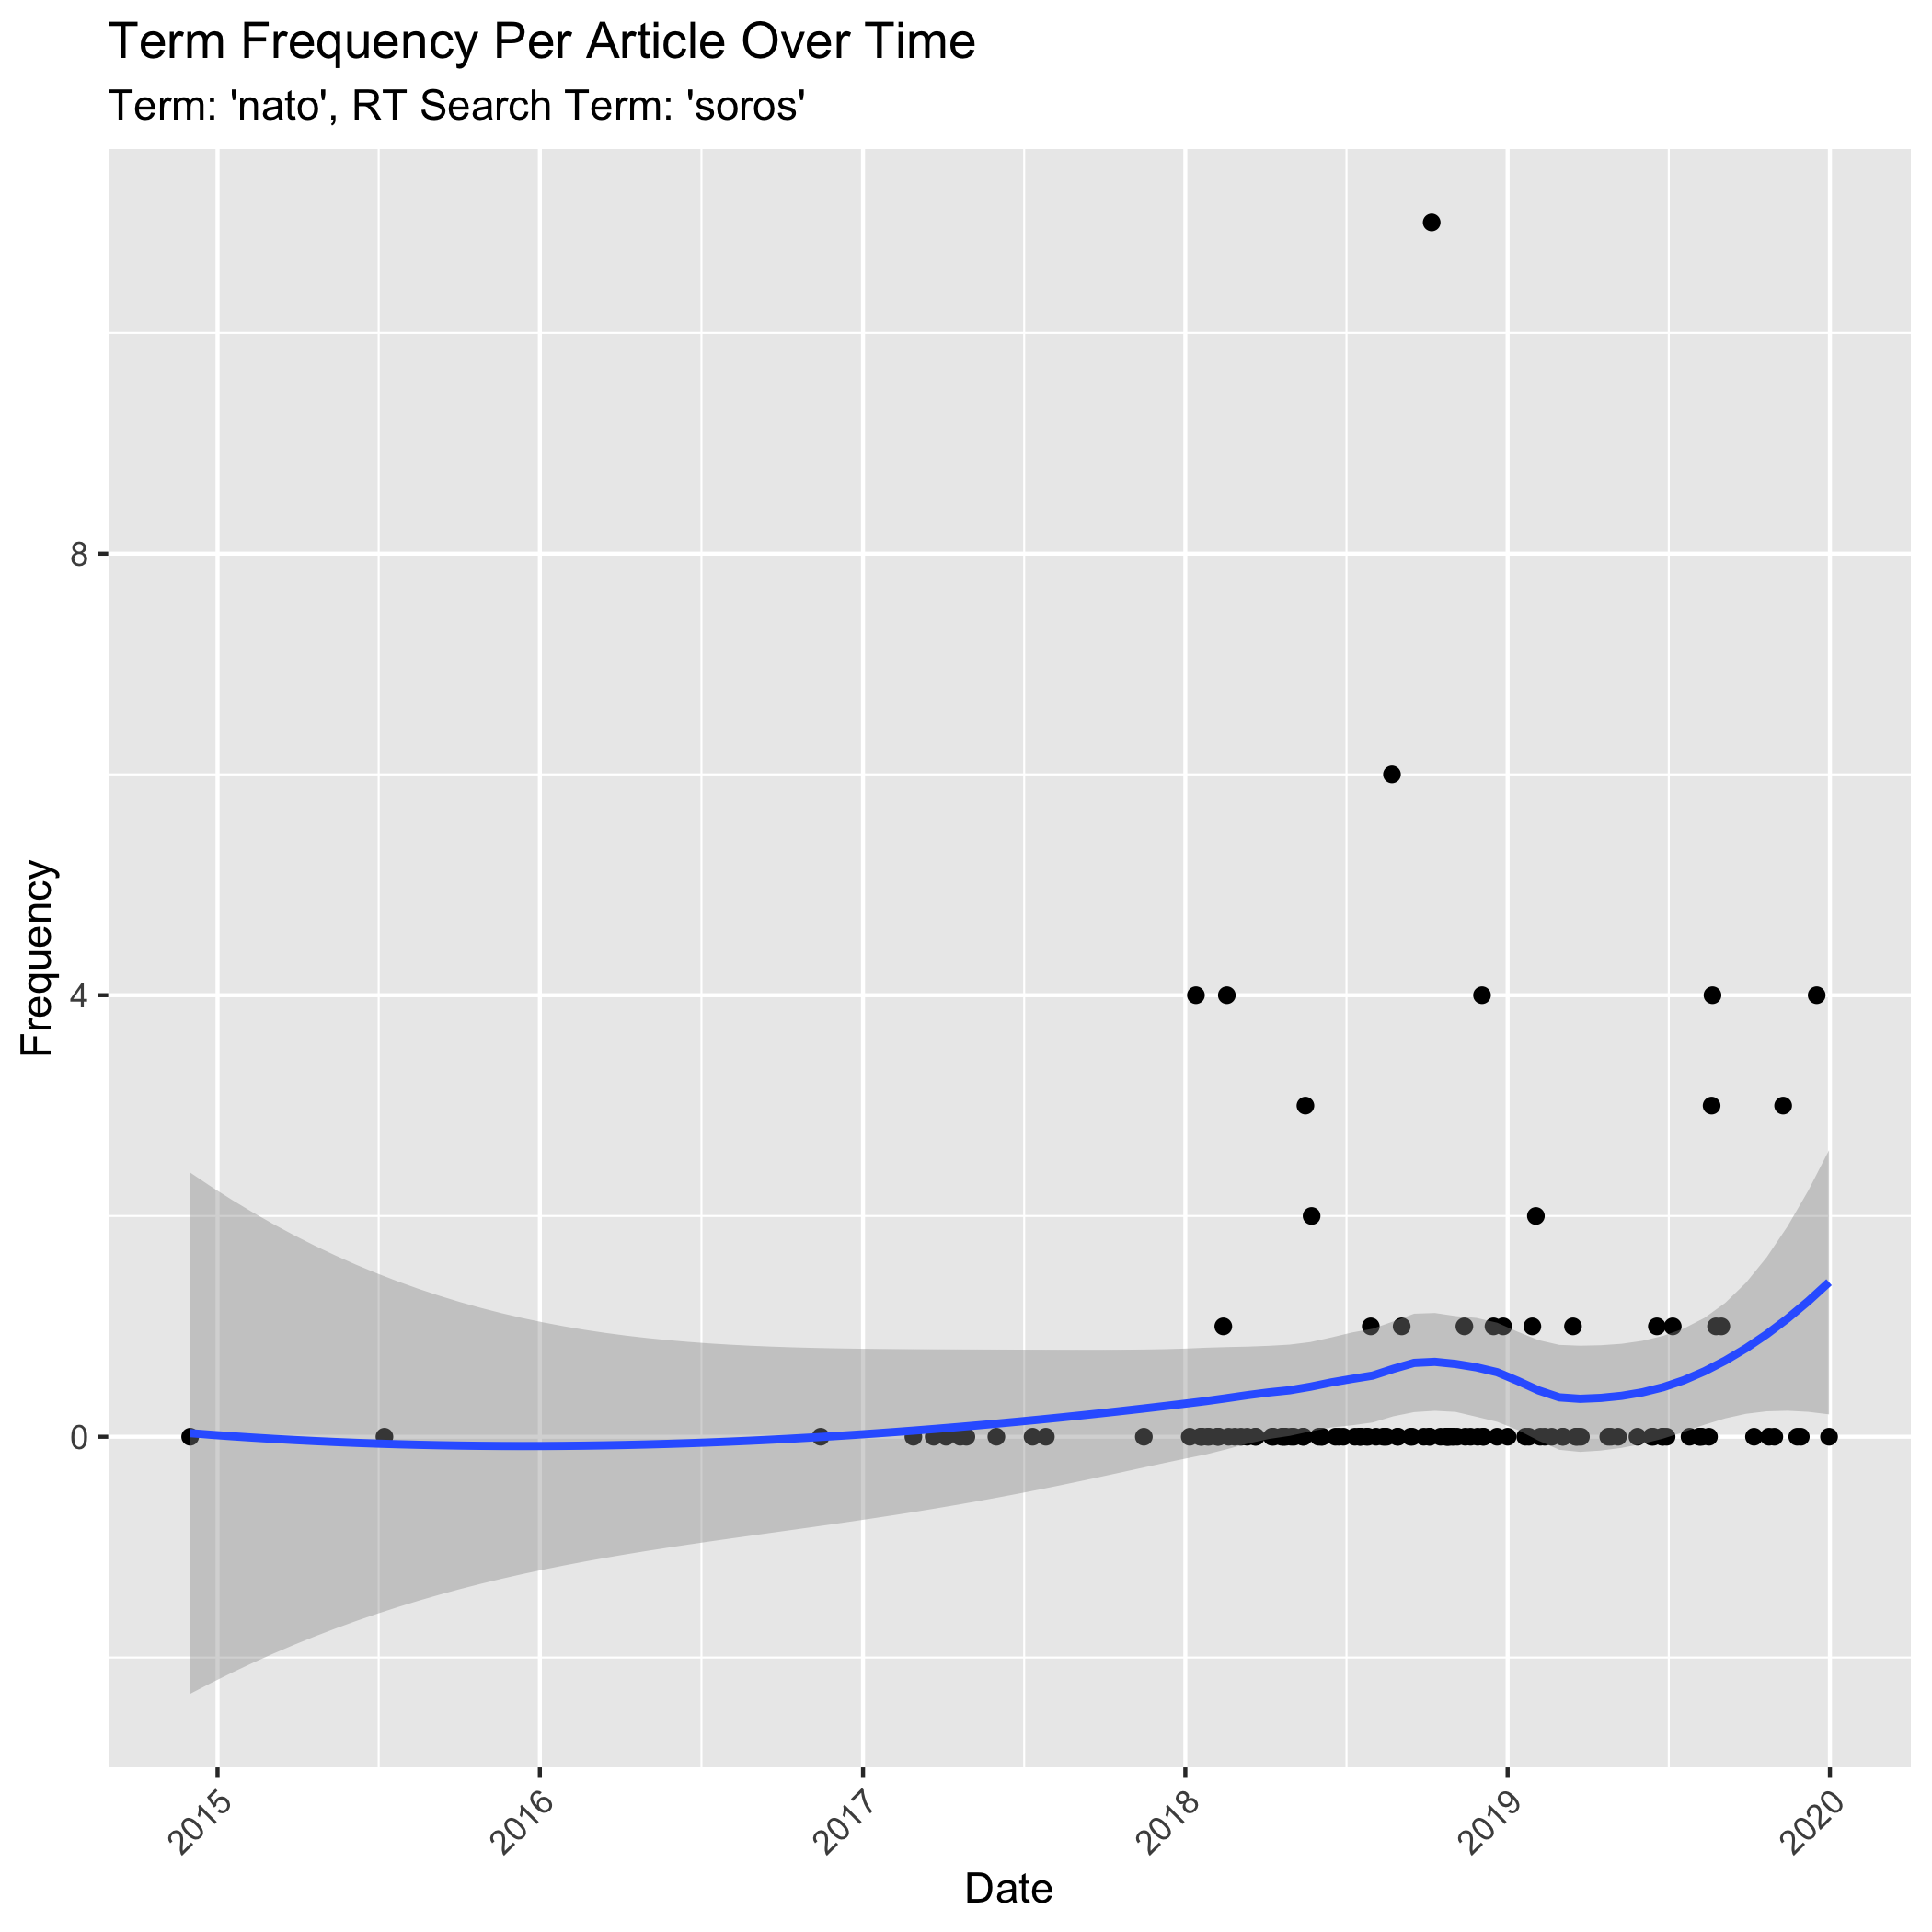 Term Frequency Per Article Over Time
Term: 'nato', RT Search Term: 'soros'
Frequency
8
4
0
2015
2016
2017
2018
2019
2020
Date